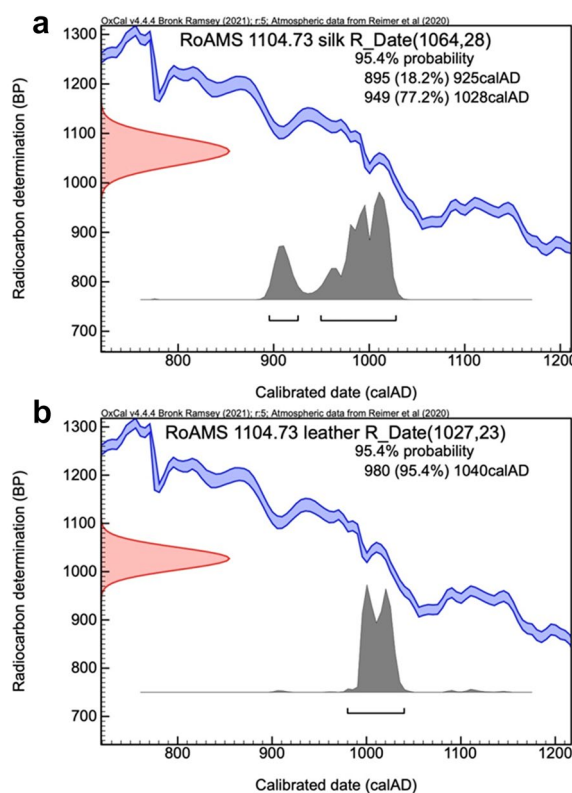 a
OxCal v4.4.4 Bronk Ramsey (2021); r:5; Atmospheric data from Reimer et al (2020)
RoAMS 1104.73 silk R_Date(1064,28)
95.4% probability
895 (18.2%) 925calAD
949 (77.2%) 1028calAD
Radiocarbon determination (BP)
1300
1200
1100
1000
900
800
700
800
900
1000
1100
1200
Calibrated date (calAD)
b
OxCal v4.4.4 Bronk Ramsey (2021); r:5; Atmospheric data from Reimer et al (2020)
RoAMS 1104.73 leather R_Date(1027,23)
95.4% probability
980 (95.4%) 1040calAD
Radiocarbon determination (BP)
1300
1200
1100
1000
900
800
700
800
900
1000
1100
1200
Calibrated date (calAD)